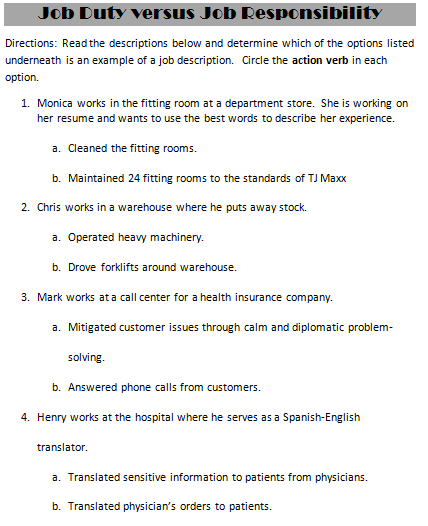 Job Duty versus Job Responsibility
Directions: Read the descriptions below and determine which of the options listed
underneath is an example of a job description. Circle the action verb in each
option.
1. Monica works in the fitting room at a department store. She is working on
her resume and wants to use the best words to describe her experience.
a. Cleaned the fitting rooms.
b. Maintained 24 fitting rooms to the standards of TJ Maxx
2. Chris works in a warehouse where he puts away stock.
a. Operated heavy machinery.
b. Drove forklifts around warehouse.
3. Mark works at a call center for a health insurance company.
a. Mitigated customer issues through calm and diplomatic problem-
solving.
b. Answered phone calls from customers.
4. Henry works at the hospital where he serves as a Spanish-English
translator.
a. Translated sensitive information to patients from physicians.
b. Translated physician’s orders to patients.